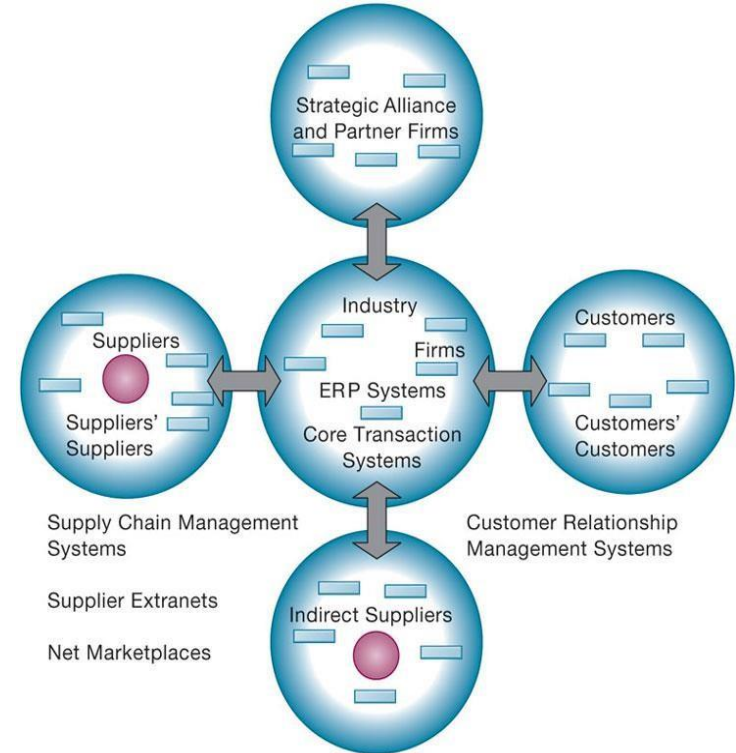 Strategic Alliance
and Partner Firms
Industry
Firms
ERP Systems
Core Transaction
Systems
Suppliers
Suppliers’
Suppliers
Customers
Customers’
Customers
Supply Chain Management
Systems
Supplier Extranets
Net Marketplaces
Customer Relationship
Management Systems
Indirect Suppliers